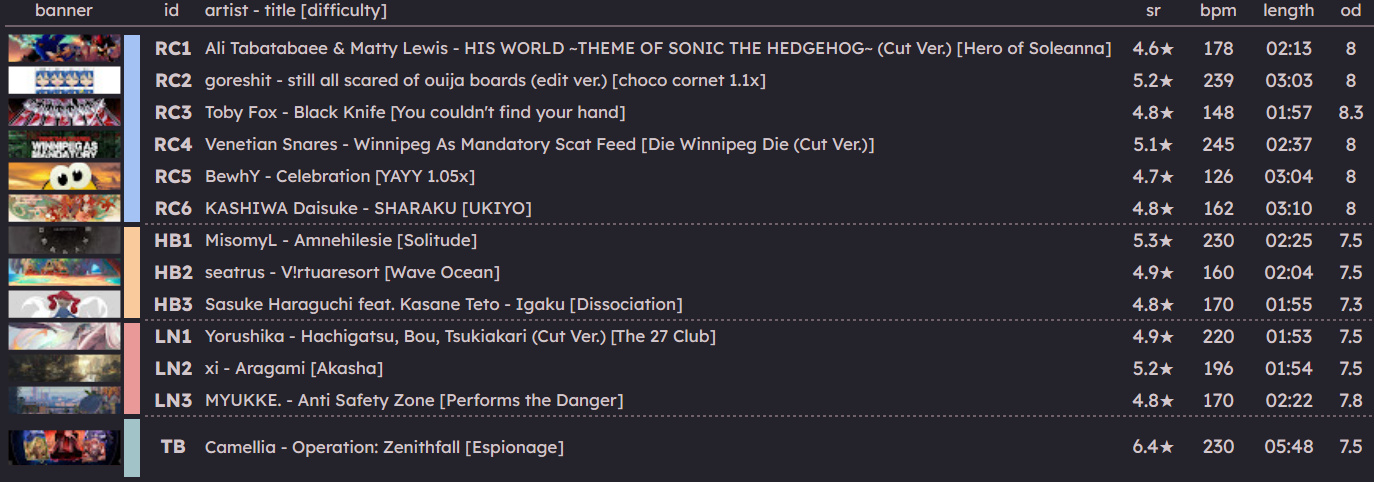 banner id artist - title [difficulty] sr bpm length od
RC1 Ali Tabatabaee & Matty Lewis - HIS WORLD ~THEME OF SONIC THE HEDGEHOG~ (Cut Ver.) [Hero of Soleanna] 4.6★ 178 02:13 8
RC2 goreshit - still all scared of ouija boards (edit ver.) [choco cornet 1.1x] 5.2★ 239 03:03 8
RC3 Toby Fox - Black Knife [You couldn't find your hand] 4.8★ 148 01:57 8.3
WINNIPEG AS
MANDATORY
RC4 Venetian Snares - Winnipeg As Mandatory Scat Feed [Die Winnipeg Die (Cut Ver.)] 5.1★ 245 02:37 8
RC5 BewhY - Celebration [YAYY 1.05x] 4.7★ 126 03:04 8
RC6 KASHIWA Daisuke - SHARAKU [UKIYO] 4.8★ 162 03:10 8
HB1 MisomyL - Amnehilesie [Solitude] 5.3★ 230 02:25 7.5
HB2 seatrus - V!rtuaresort [Wave Ocean] 4.9★ 160 02:04 7.5
HB3 Sasuke Haraguchi feat. Kasane Teto - Igaku [Dissociation] 4.8★ 170 01:55 7.3
LN1 Yorushika - Hachigatsu, Bou, Tsukiakari (Cut Ver.) [The 27 Club] 4.9★ 220 01:53 7.5
LN2 xi - Aragami [Akasha] 5.2★ 196 01:54 7.5
LN3 MYUKKE. - Anti Safety Zone [Performs the Danger] 4.8★ 170 02:22 7.8
TB Camellia - Operation: Zenithfall [Espionage] 6.4★ 230 05:48 7.5